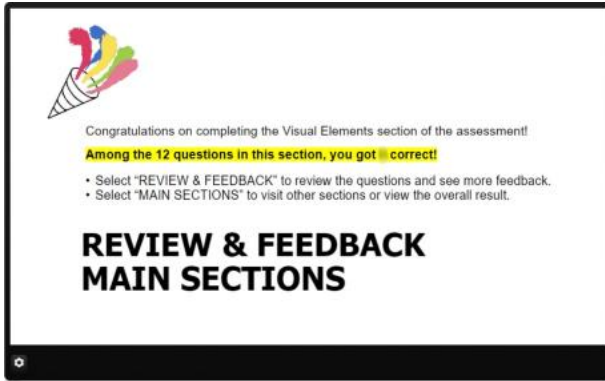 Congratulations on completing the Visual Elements section of the assessment!
Among the 12 questions in this section, you got correct!
• Select “REVIEW & FEEDBACK” to review the questions and see more feedback.
• Select “MAIN SECTIONS” to visit other sections or view the overall result.
REVIEW & FEEDBACK
MAIN SECTIONS